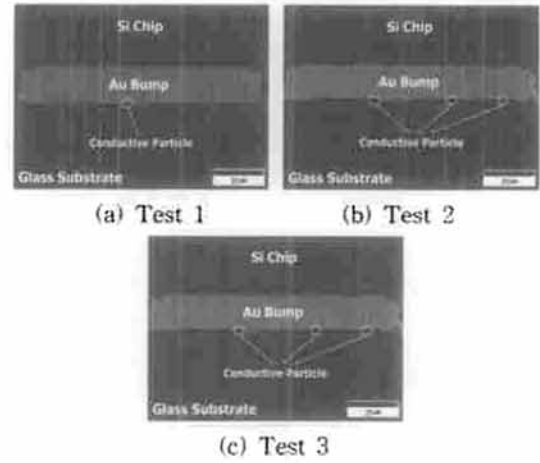 Si Chip
Au Bump
Conductive Particle
Glass Substrate
(a) Test 1
Si Chip
Au Bump
Conductive Particle
Glass Substrate
(b) Test 2
Si Chip
Au Bump
Conductive Particle
Glass Substrate
(c) Test 3